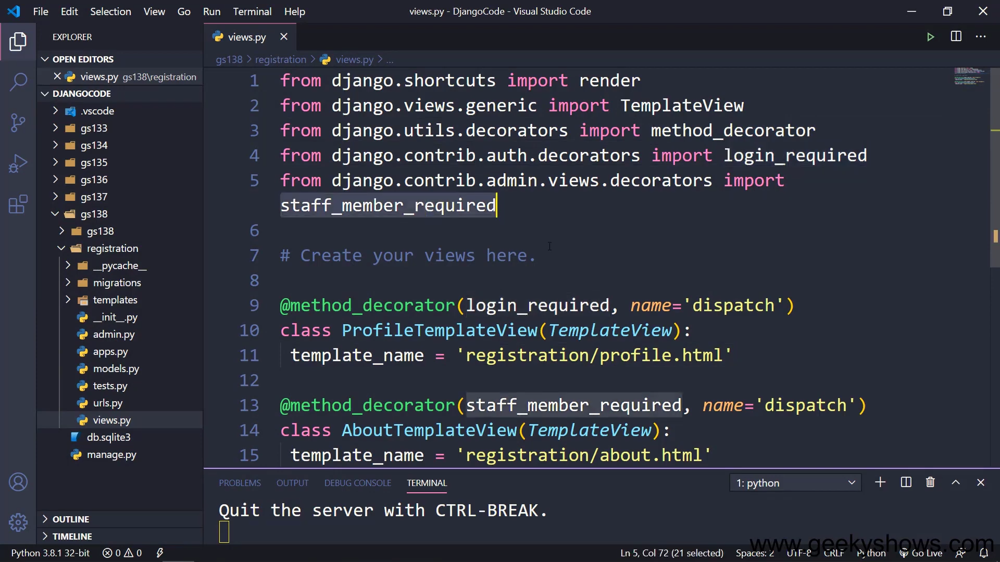 File Edit Selection View Go Run Terminal Help views.py - DjangoCode - Visual Studio Code
EXPLORER
OPEN EDITORS
views.py gs138\registration
DJANGOCODE
.vscode
gs133
gs134
gs135
gs136
gs137
gs138
gs138
registration
__pycache__
migrations
templates
__init__.py
admin.py
apps.py
models.py
tests.py
urls.py
views.py
db.sqlite3
manage.py
OUTLINE
TIMELINE
views.py
gs138 > registration > views.py > ...
1 from django.shortcuts import render
2 from django.views.generic import TemplateView
3 from django.utils.decorators import method_decorator
4 from django.contrib.auth.decorators import login_required
5 from django.contrib.admin.views.decorators import
staff_member_required
6
7 # Create your views here.
8
9 @method_decorator(login_required, name='dispatch')
10 class ProfileTemplateView(TemplateView):
11 template_name = 'registration/profile.html'
12
13 @method_decorator(staff_member_required, name='dispatch')
14 class AboutTemplateView(TemplateView):
15 template_name = 'registration/about.html'
PROBLEMS OUTPUT DEBUG CONSOLE TERMINAL 1: python
Quit the server with CTRL-BREAK.
www.geekyshows.com
Python 3.8.1 32-bit 0 0 Ln 5, Col 72 (21 selected) Spaces: 2 UTF-8 CRLF Python Go Live